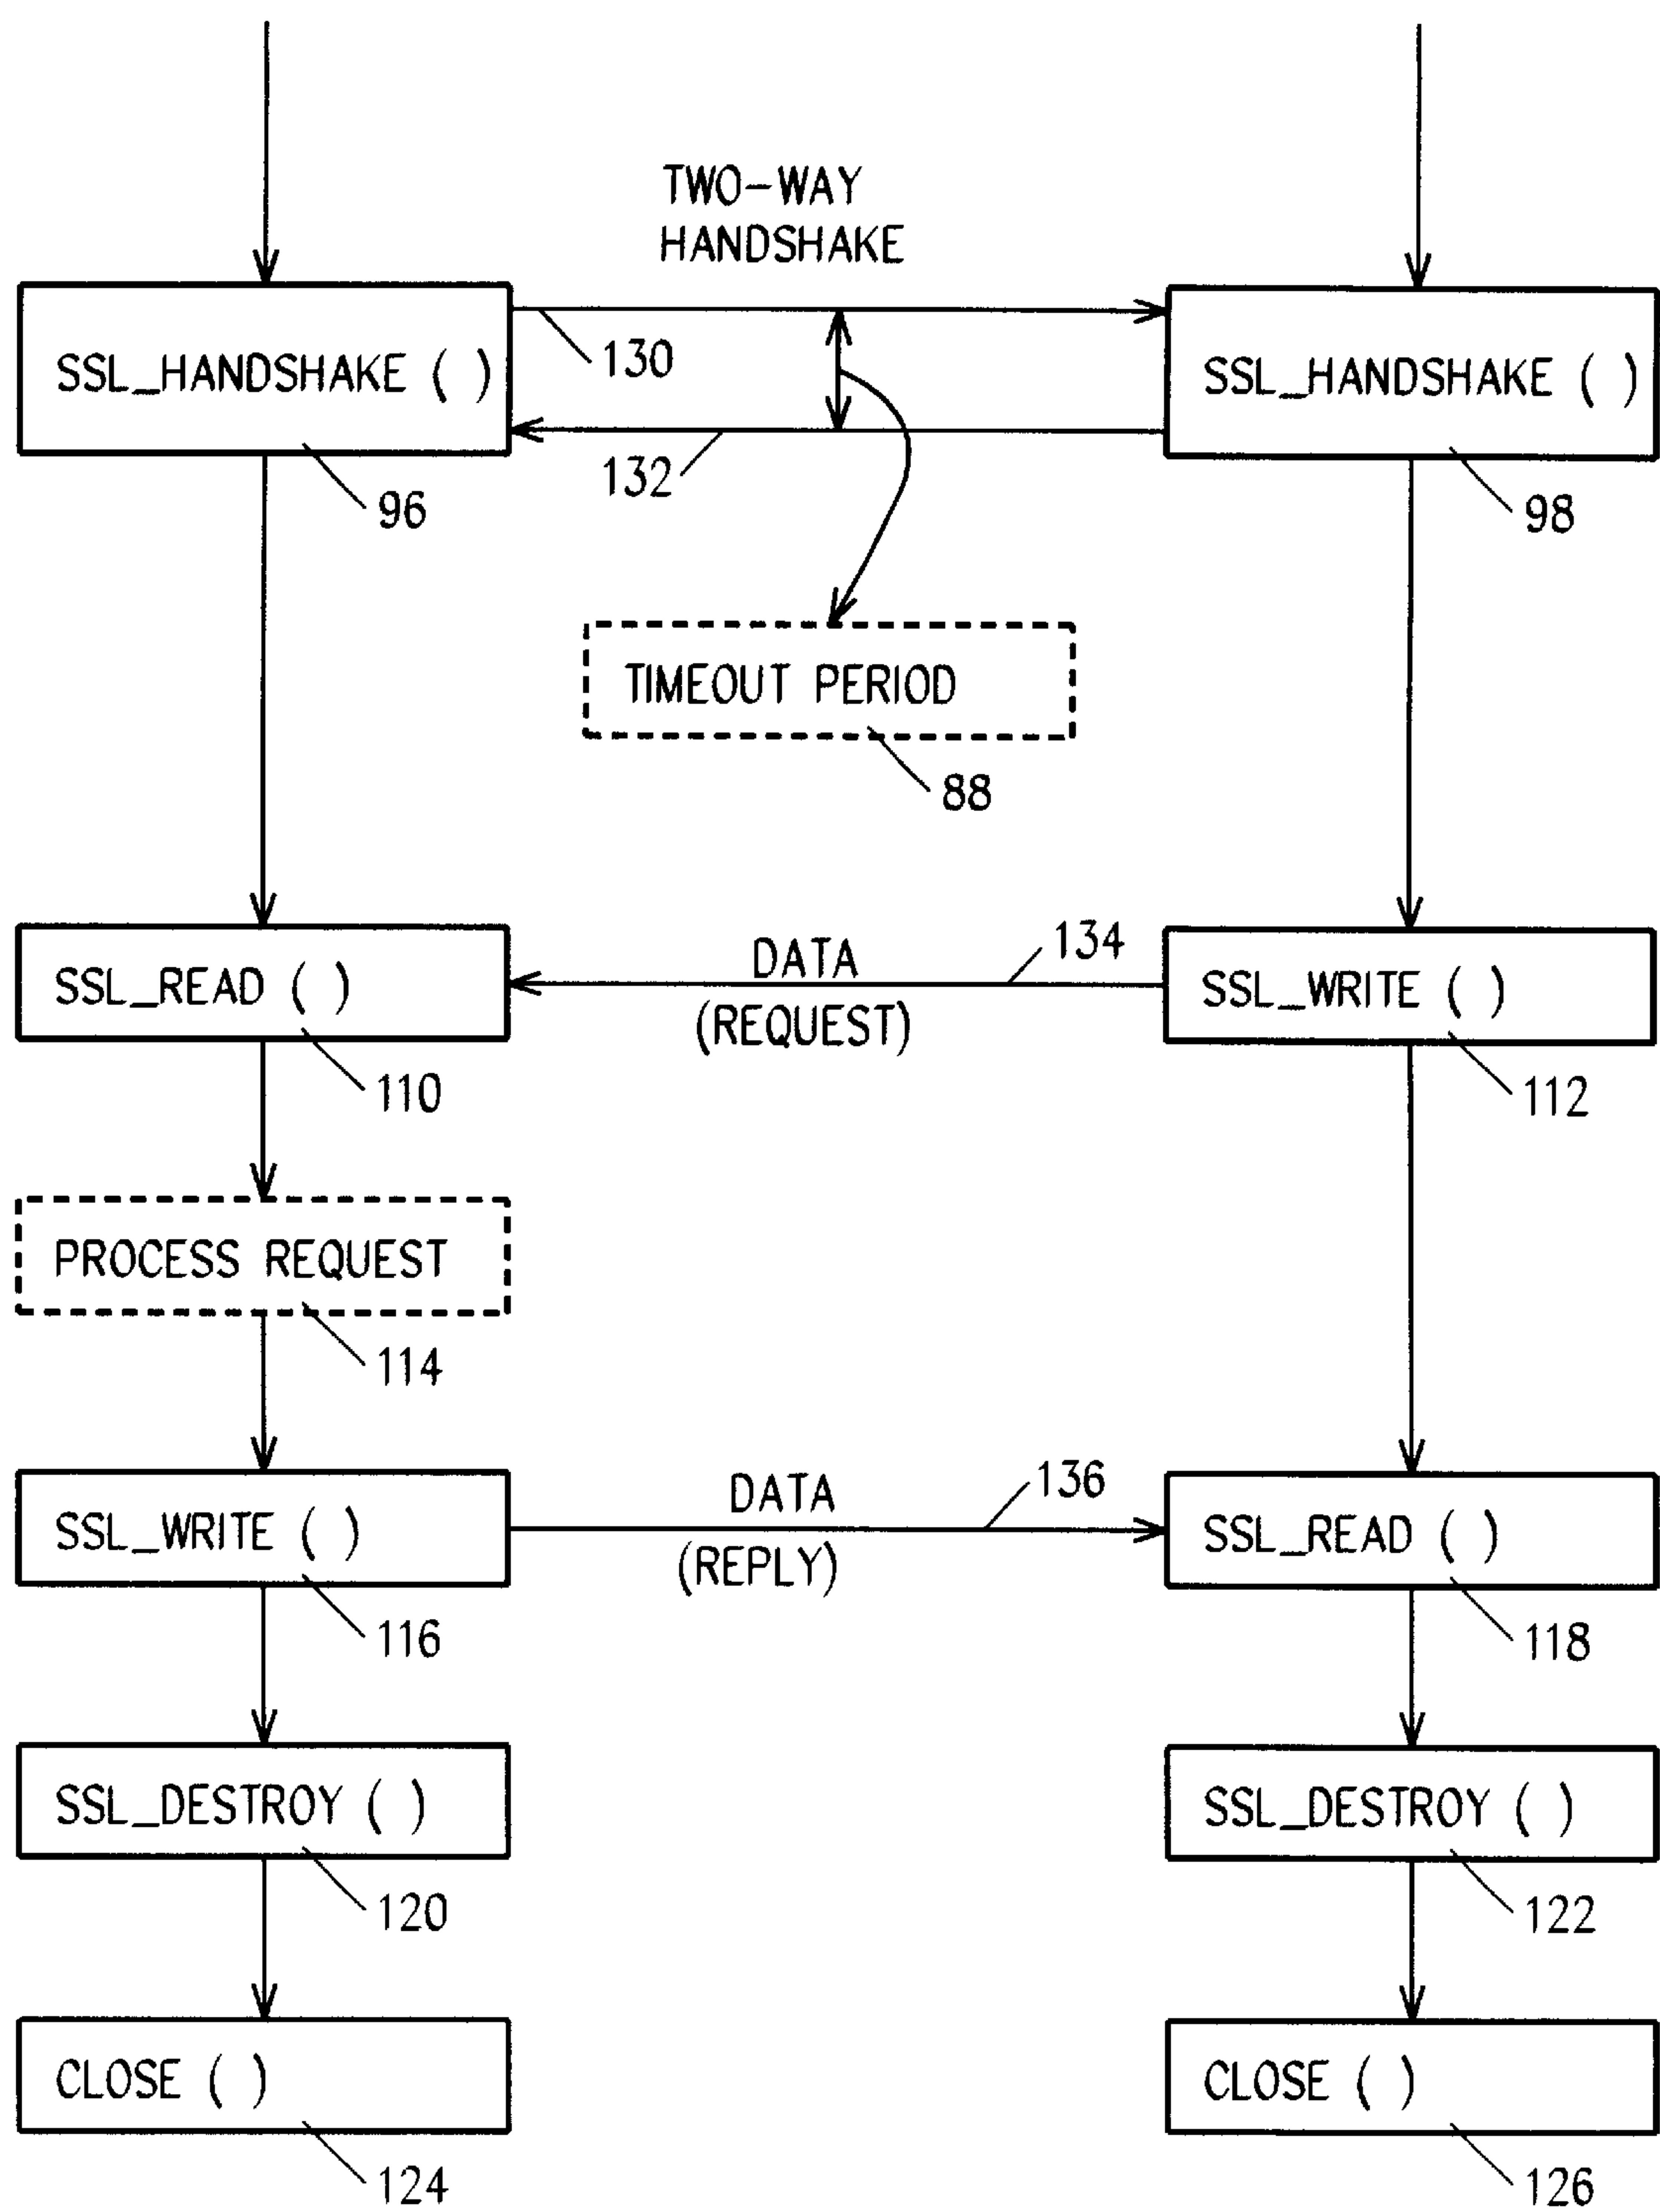 TWO-WAY
HANDSHAKE
SSL_HANDSHAKE ( )
130
SSL_HANDSHAKE ( )
132
96
98
TIMEOUT PERIOD
88
SSL_READ ( )
DATA
134
(REQUEST)
SSL_WRITE ( )
110
112
PROCESS REQUEST
114
SSL_WRITE ( )
DATA
136
(REPLY)
SSL_READ ( )
116
118
SSL_DESTROY ( )
SSL_DESTROY ( )
120
122
CLOSE ( )
CLOSE ( )
124
126